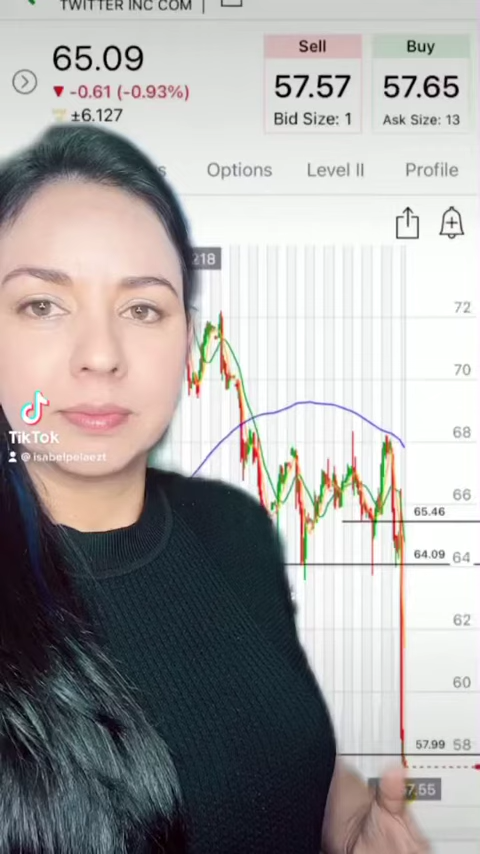 TWITTER INC COM
65.09
-0.61 (-0.93%)
±6.127
Sell
57.57
Bid Size: 1
Buy
57.65
Ask Size: 13
Options
Level II
Profile
218
72
70
68
66
65.46
64.09
64
62
60
57.99
58
7.55
TikTok
@isabelpelaezt